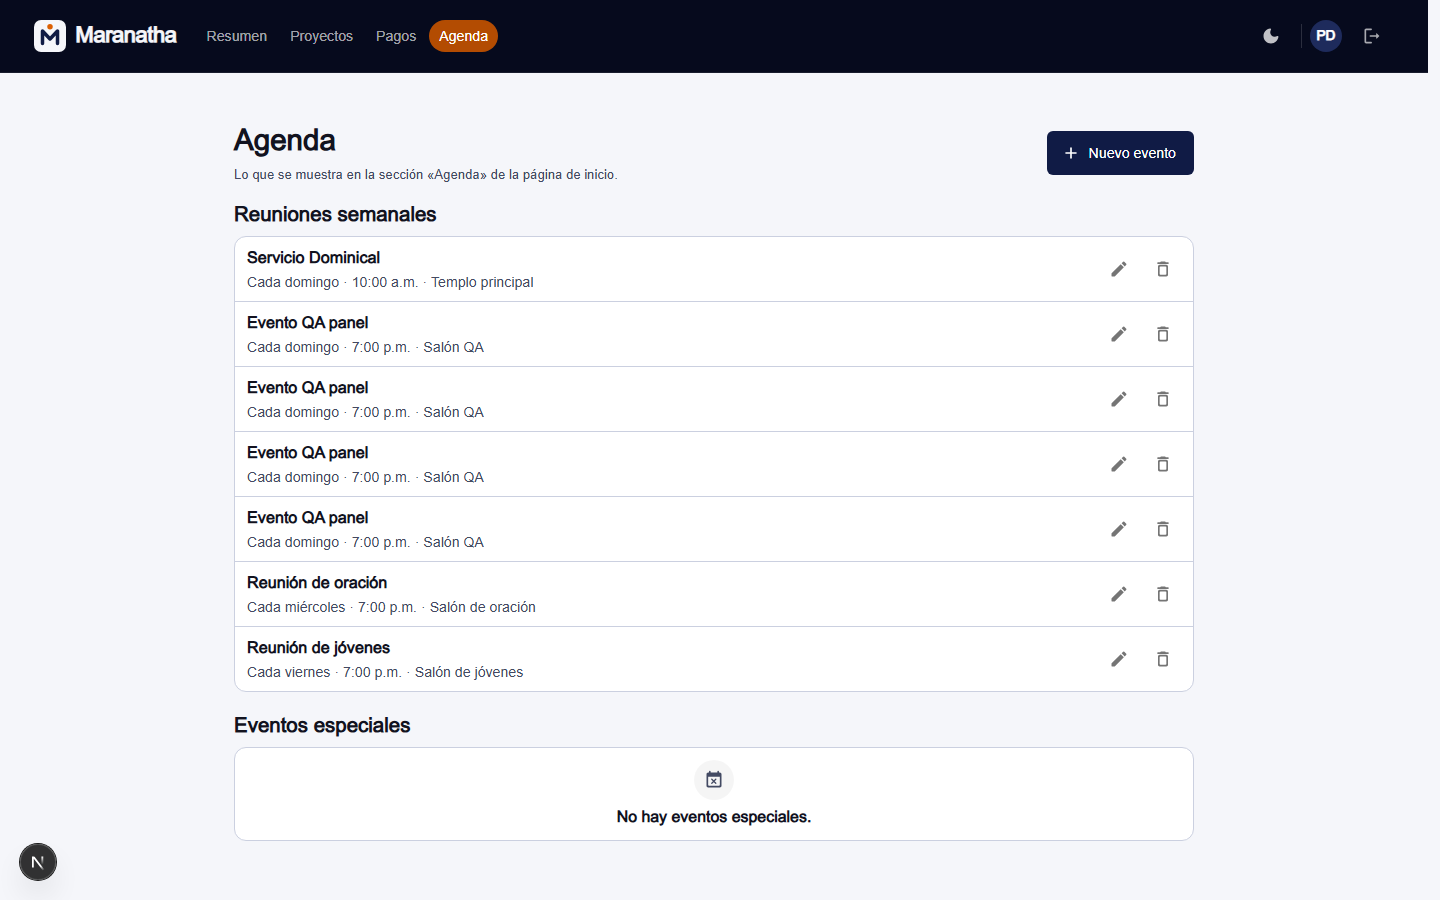 Maranatha Resumen Proyectos Pagos Agenda PD
Agenda
Nuevo evento
Lo que se muestra en la sección «Agenda» de la página de inicio.
Reuniones semanales
Servicio Dominical
Cada domingo · 10:00 a.m. · Templo principal
Evento QA panel
Cada domingo · 7:00 p.m. · Salón QA
Evento QA panel
Cada domingo · 7:00 p.m. · Salón QA
Evento QA panel
Cada domingo · 7:00 p.m. · Salón QA
Evento QA panel
Cada domingo · 7:00 p.m. · Salón QA
Reunión de oración
Cada miércoles · 7:00 p.m. · Salón de oración
Reunión de jóvenes
Cada viernes · 7:00 p.m. · Salón de jóvenes
Eventos especiales
No hay eventos especiales.
N